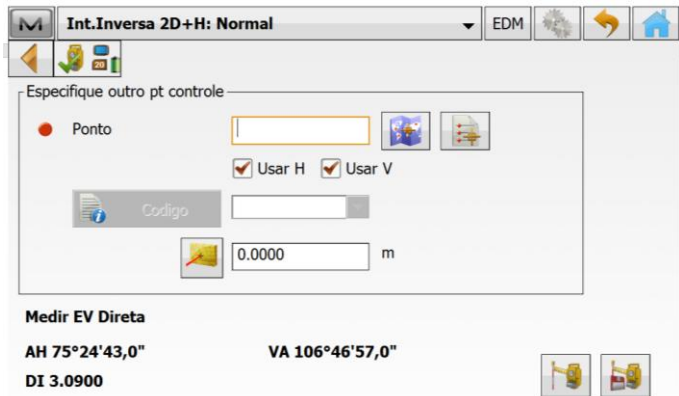 Int.Inversa 2D+H: Normal EDM
20
Especifique outro pt controle
Ponto
Usar H Usar V
Codigo
0.0000 m
Medir EV Direta
AH 75°24'43,0" VA 106°46'57,0"
DI 3.0900